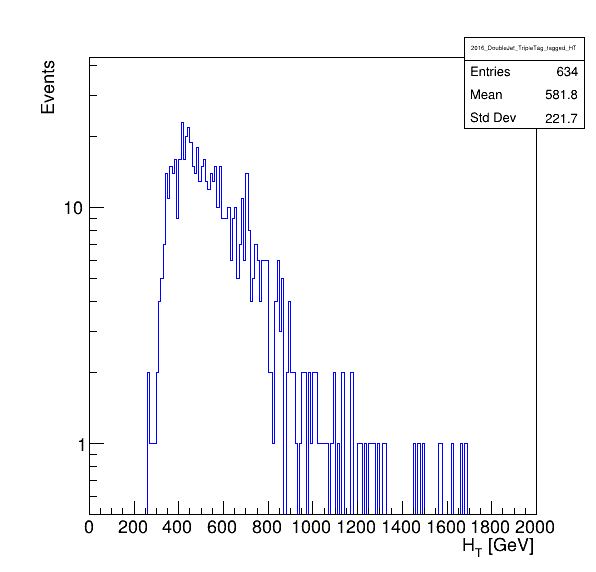 2016_DoubleJet_TripleTag_tagged_HT
Entries 634
Mean 581.8
Std Dev 221.7
Events
10
1
0 200 400 600 800 1000 1200 1400 1600 1800 2000
H_T [GeV]